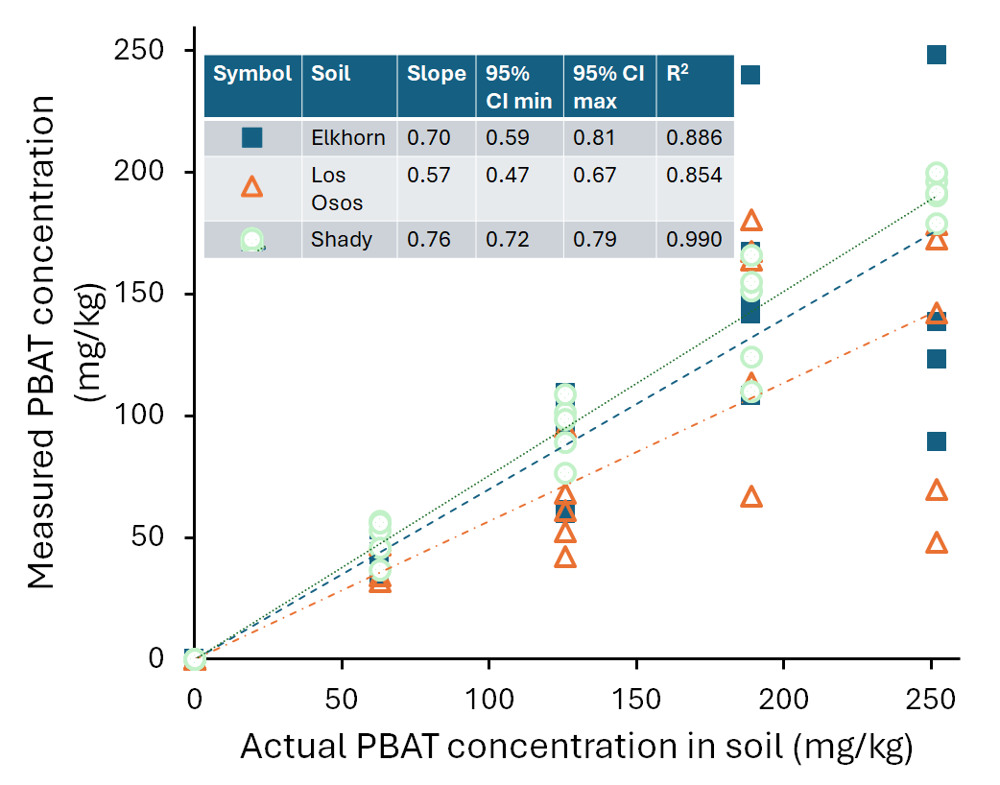 Measured PBAT concentration
(mg/kg)
250
200
150
100
50
0
Symbol Soil Slope 95% CI min 95% CI max R²
Elkhorn 0.70 0.59 0.81 0.886
Los Osos 0.57 0.47 0.67 0.854
Shady 0.76 0.72 0.79 0.990
0 50 100 150 200 250
Actual PBAT concentration in soil (mg/kg)